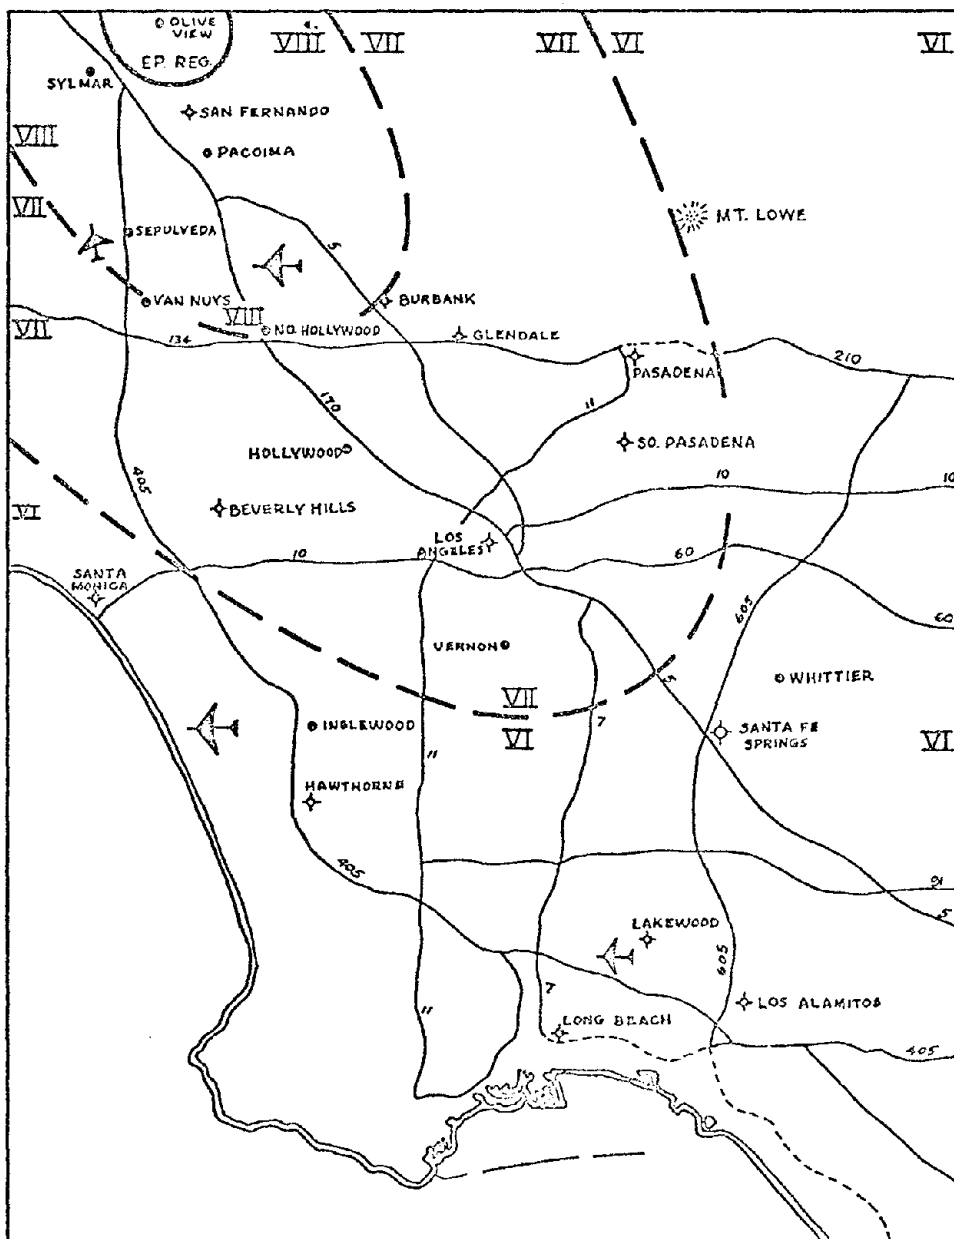 OLIVE
VIEW
EP. REG.
VIII
VII
VII
VI
VI
SYLMAR
SAN FERNANDO
VIII
PACOIMA
VII
SEPULVEDA
MT. LOWE
5
VAN NUYS
BURBANK
VIII
NO. HOLLYWOOD
VII
134
GLENDALE
210
PASADENA
170
11
HOLLYWOOD
SO. PASADENA
405
10
10
VI
BEVERLY HILLS
LOS
ANGELES
10
60
SANTA
MONICA
605
60
VERNON
WHITTIER
5
VII
7
INGLEWOOD
VI
SANTA FE
SPRINGS
VI
11
HAWTHORNE
405
91
5
LAKEWOOD
605
7
LOS ALAMITOS
11
LONG BEACH
405